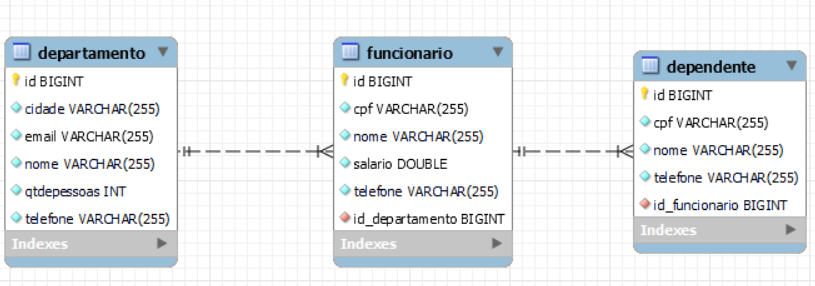 departamento
id BIGINT
cidade VARCHAR(255)
email VARCHAR(255)
nome VARCHAR(255)
qtdepessoas INT
telefone VARCHAR(255)
Indexes
funcionario
id BIGINT
cpf VARCHAR(255)
nome VARCHAR(255)
salario DOUBLE
telefone VARCHAR(255)
id_departamento BIGINT
Indexes
dependente
id BIGINT
cpf VARCHAR(255)
nome VARCHAR(255)
telefone VARCHAR(255)
id_funcionario BIGINT
Indexes